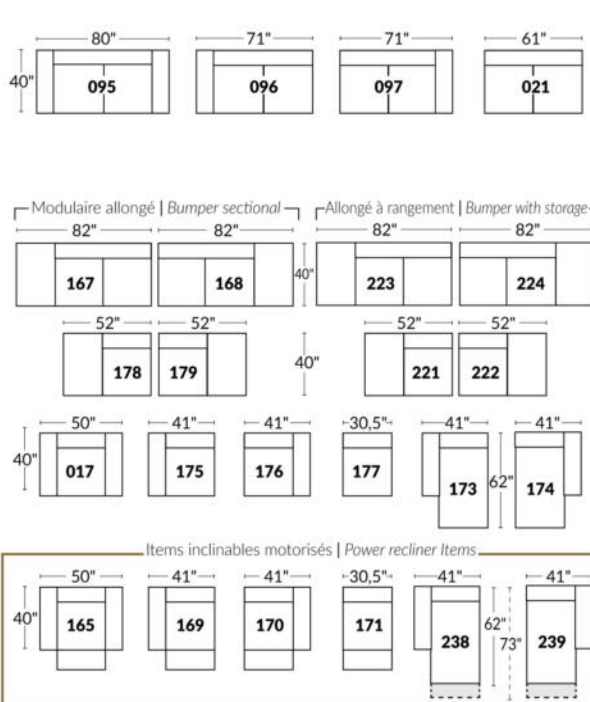 80" 71" 71" 61"
40" 095 096 097 021
Modulaire allongé | Bumper sectional Allongé à rangement | Bumper with storage
82" 82" 82" 82"
167 168 40" 223 224
52" 52" 52" 52"
178 179 40" 221 222
50" 41" 41" 30,5" 41" 41"
40" 017 175 176 177 173 62" 174
Items inclinables motorisés | Power recliner Items
50" 41" 41" 30,5" 41" 41"
40" 165 169 170 171 238 62" 73" 239